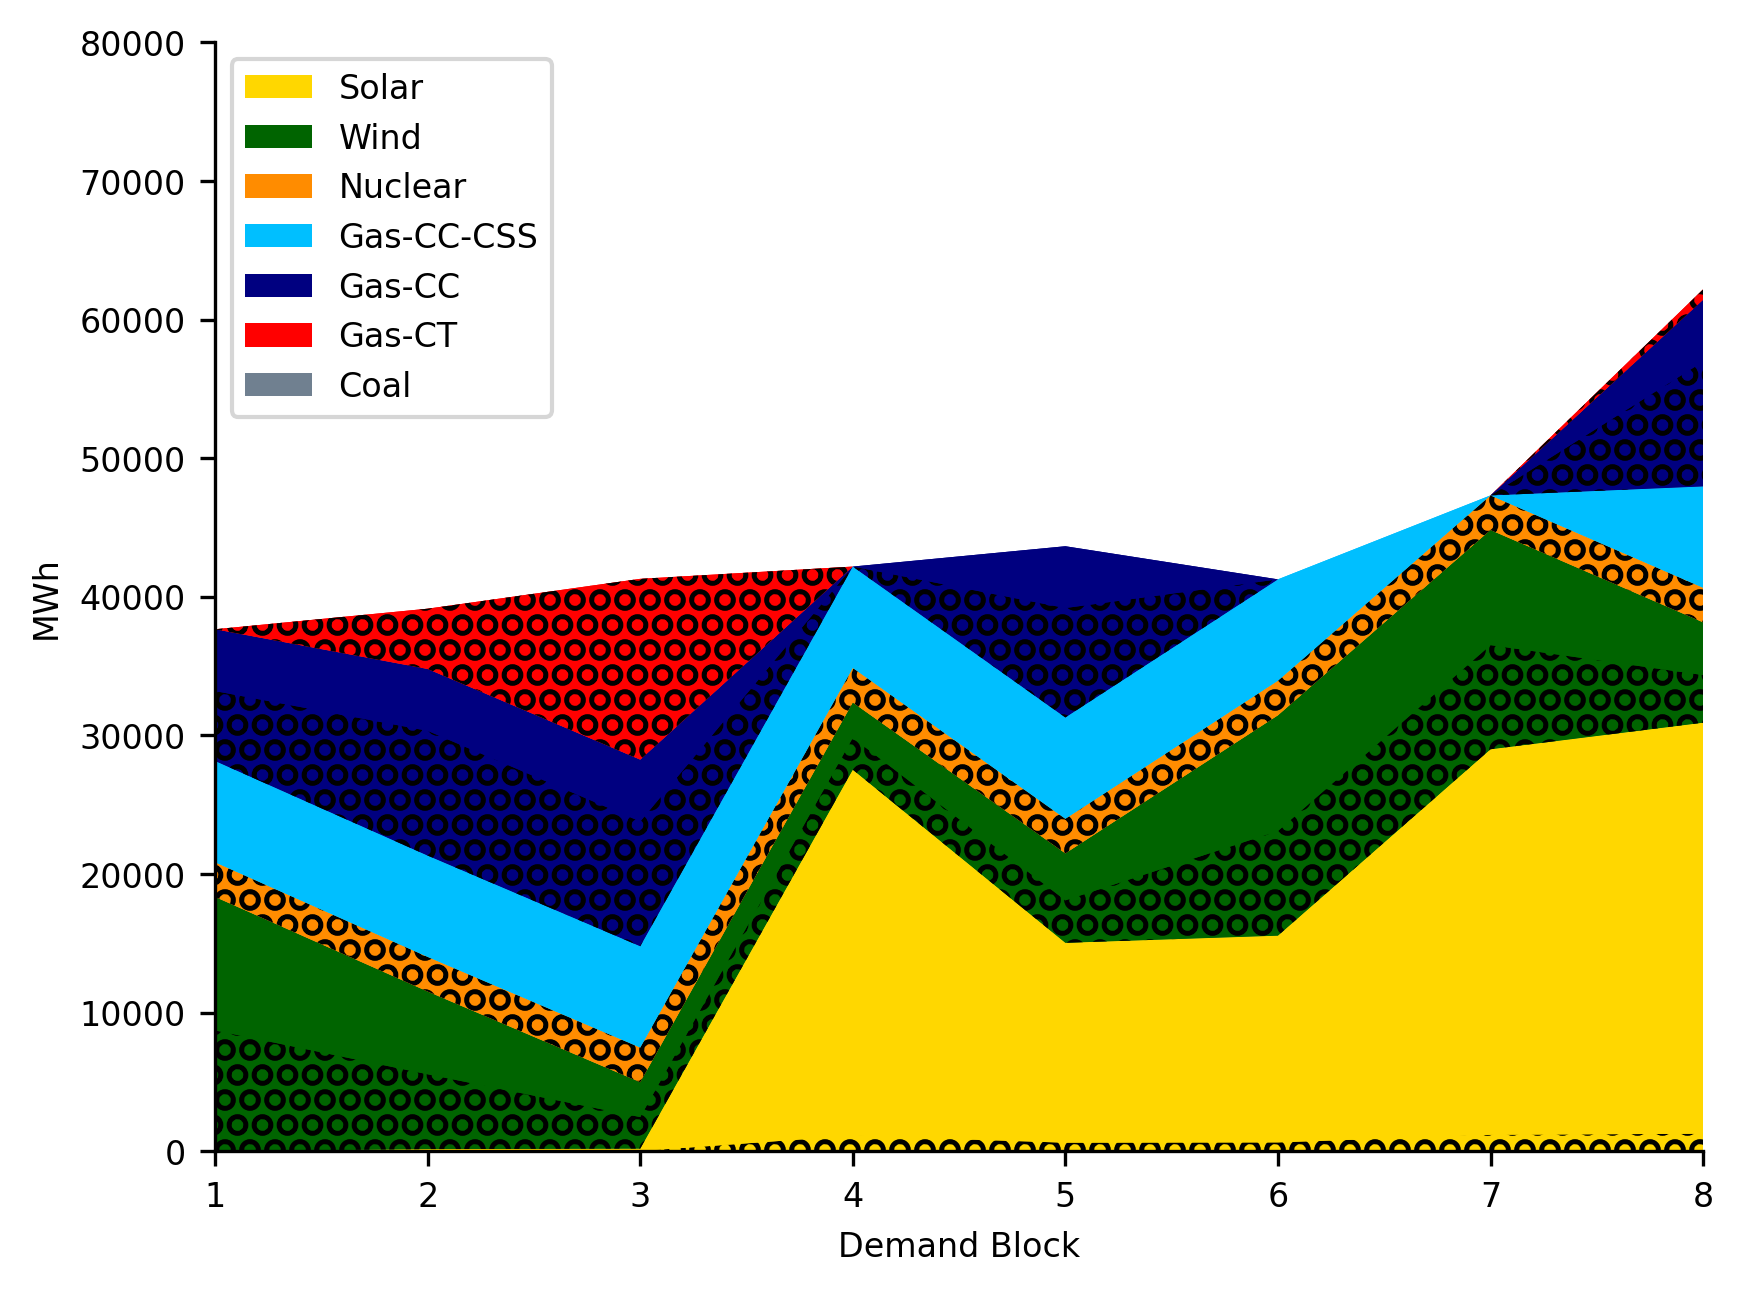 80000
70000
60000
50000
40000
30000
20000
10000
0
MWh
Solar
Wind
Nuclear
Gas-CC-CSS
Gas-CC
Gas-CT
Coal
1 2 3 4 5 6 7 8
Demand Block